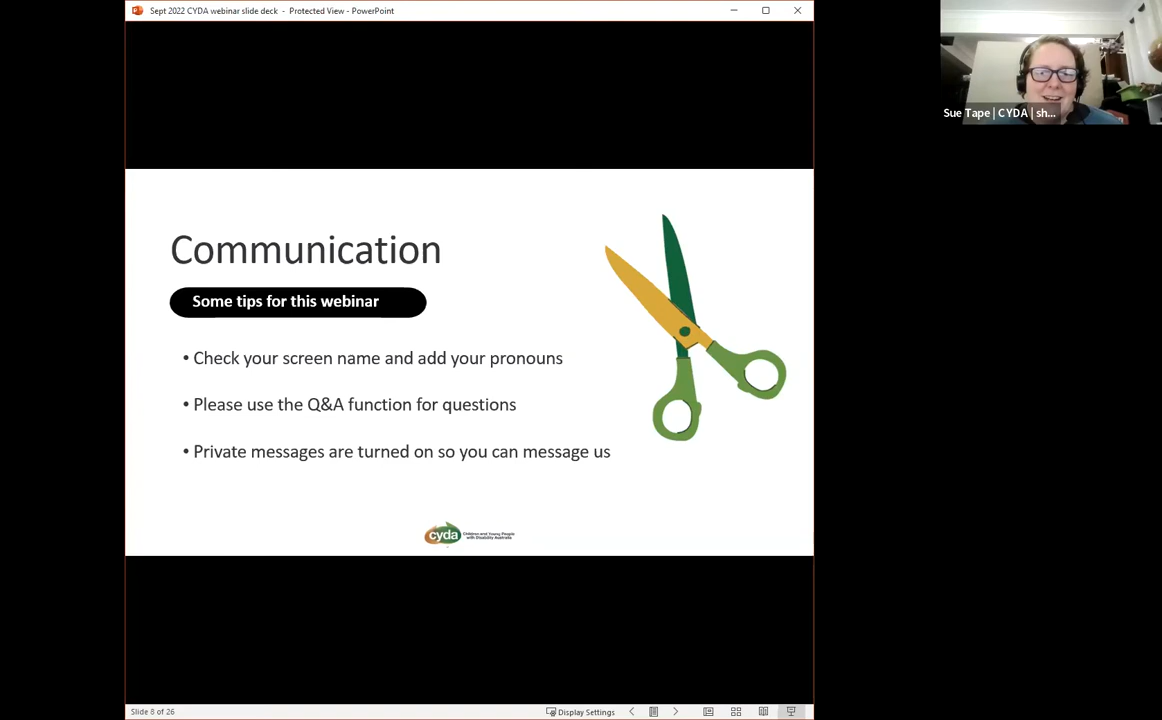 Sept 2022 CYDA webinar slide deck - Protected View - PowerPoint
Sue Tape | CYDA | sh...
Communication
Some tips for this webinar
• Check your screen name and add your pronouns
• Please use the Q&A function for questions
• Private messages are turned on so you can message us
cyda
Children and Young People
with Disability Australia
Slide 8 of 26
Display Settings